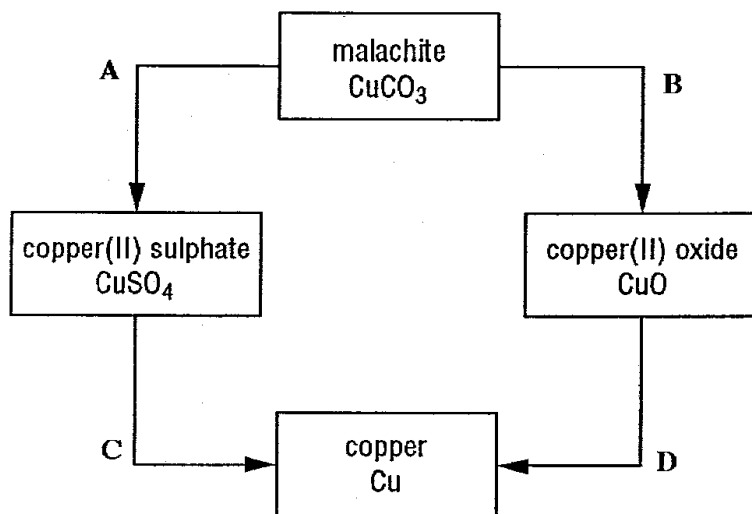 malachite
CuCO₃
A
B
copper(II) sulphate
CuSO₄
copper(II) oxide
CuO
C
copper
Cu
D